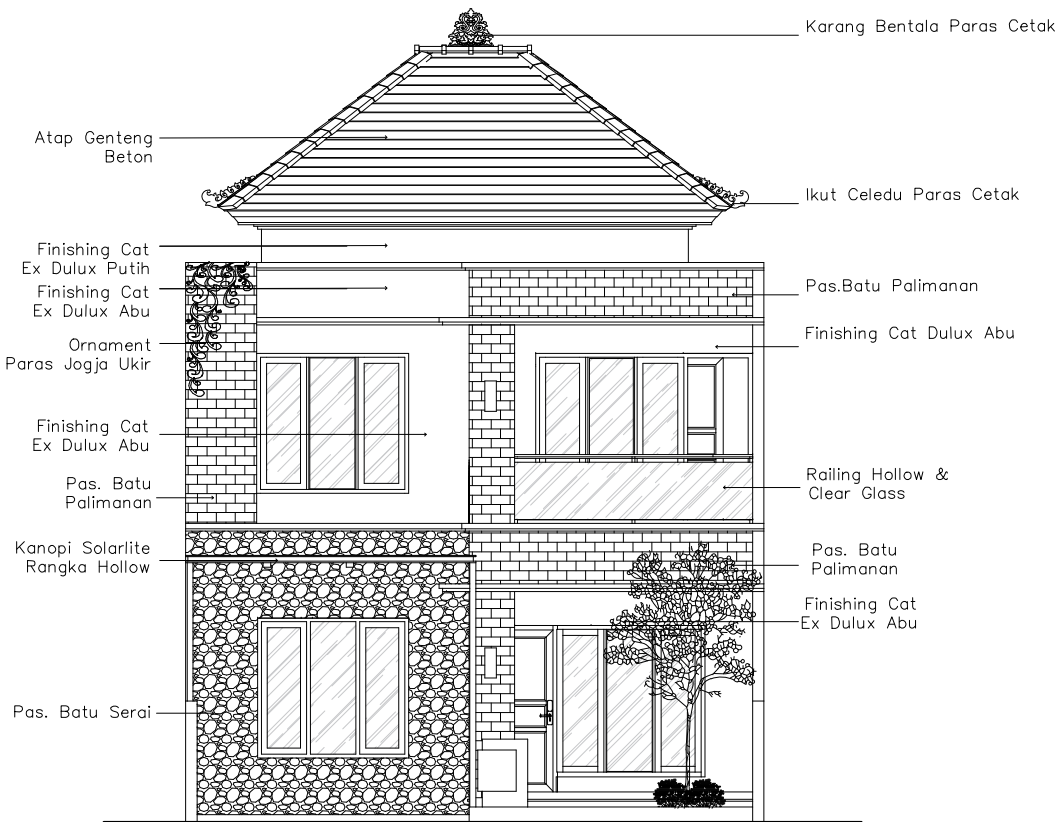 Karang Bentala Paras Cetak
Atap Genteng
Beton
Ikut Celedu Paras Cetak
Finishing Cat
Ex Dulux Putih
Finishing Cat
Ex Dulux Abu
Pas.Batu Palimanan
Finishing Cat Dulux Abu
Ornament
Paras Jogja Ukir
Finishing Cat
Ex Dulux Abu
Pas. Batu
Palimanan
Railing Hollow &
Clear Glass
Kanopi Solarlite
Rangka Hollow
Pas. Batu
Palimanan
Finishing Cat
Ex Dulux Abu
Pas. Batu Serai